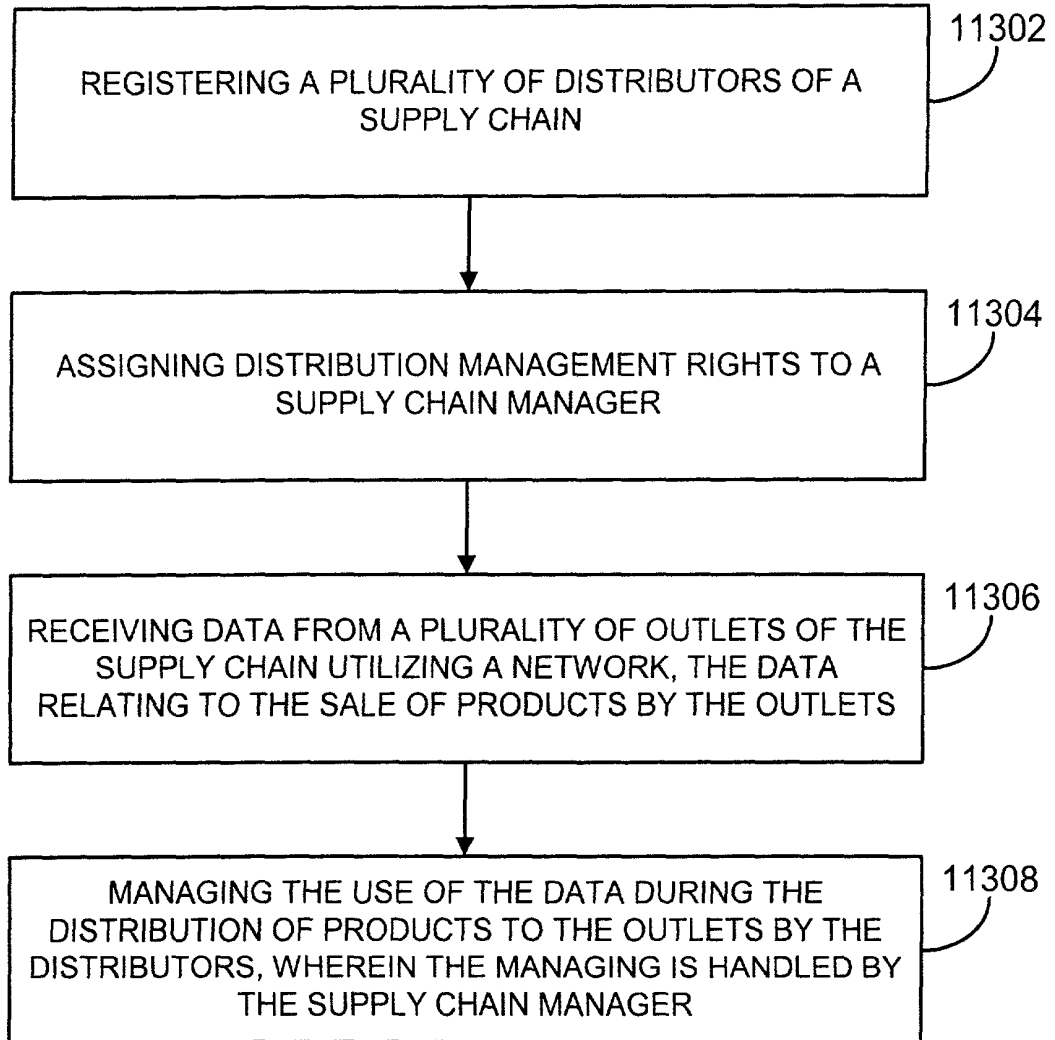 11302
REGISTERING A PLURALITY OF DISTRIBUTORS OF A
SUPPLY CHAIN
11304
ASSIGNING DISTRIBUTION MANAGEMENT RIGHTS TO A
SUPPLY CHAIN MANAGER
11306
RECEIVING DATA FROM A PLURALITY OF OUTLETS OF THE
SUPPLY CHAIN UTILIZING A NETWORK, THE DATA
RELATING TO THE SALE OF PRODUCTS BY THE OUTLETS
11308
MANAGING THE USE OF THE DATA DURING THE
DISTRIBUTION OF PRODUCTS TO THE OUTLETS BY THE
DISTRIBUTORS, WHEREIN THE MANAGING IS HANDLED BY
THE SUPPLY CHAIN MANAGER